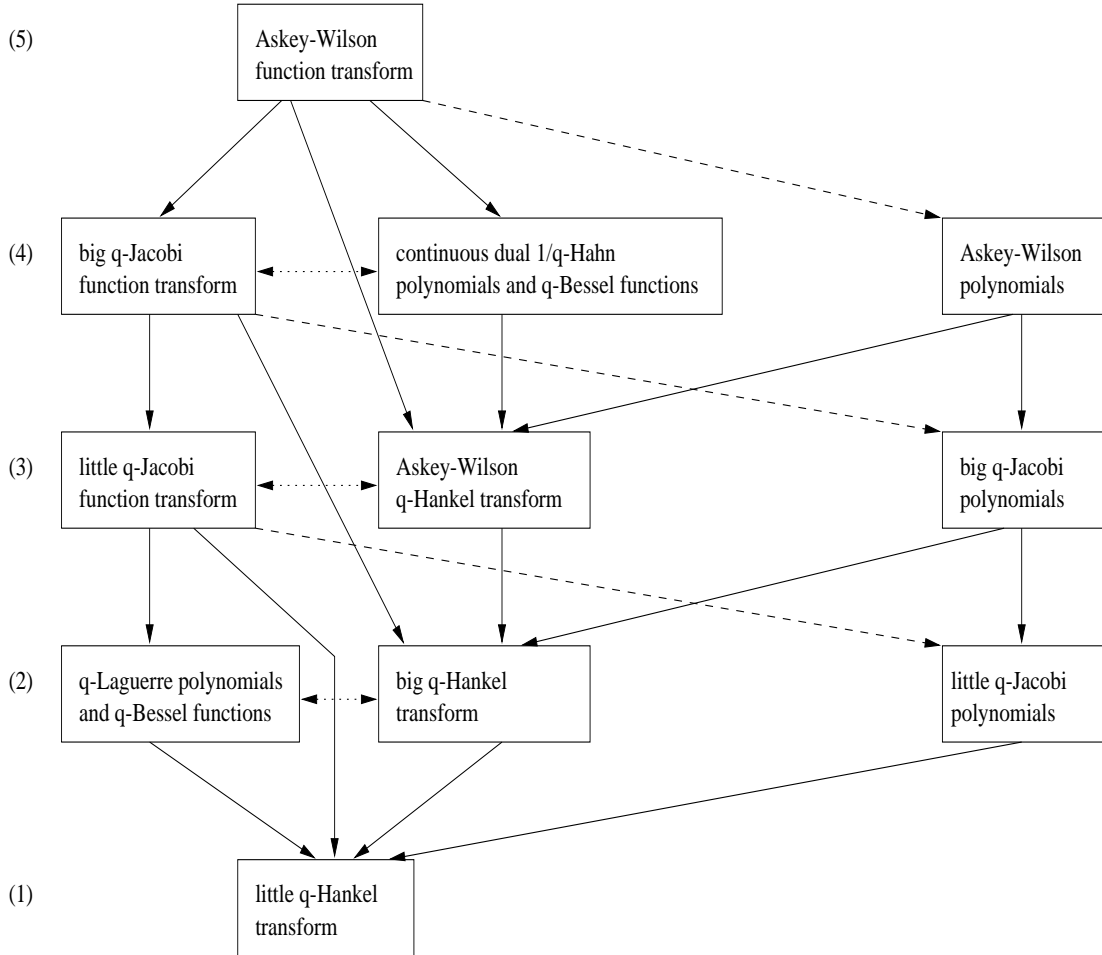 (5)
Askey-Wilson
function transform
(4)
big q-Jacobi
function transform
continuous dual 1/q-Hahn
polynomials and q-Bessel functions
Askey-Wilson
polynomials
(3)
little q-Jacobi
function transform
Askey-Wilson
q-Hankel transform
big q-Jacobi
polynomials
(2)
q-Laguerre polynomials
and q-Bessel functions
big q-Hankel
transform
little q-Jacobi
polynomials
(1)
little q-Hankel
transform